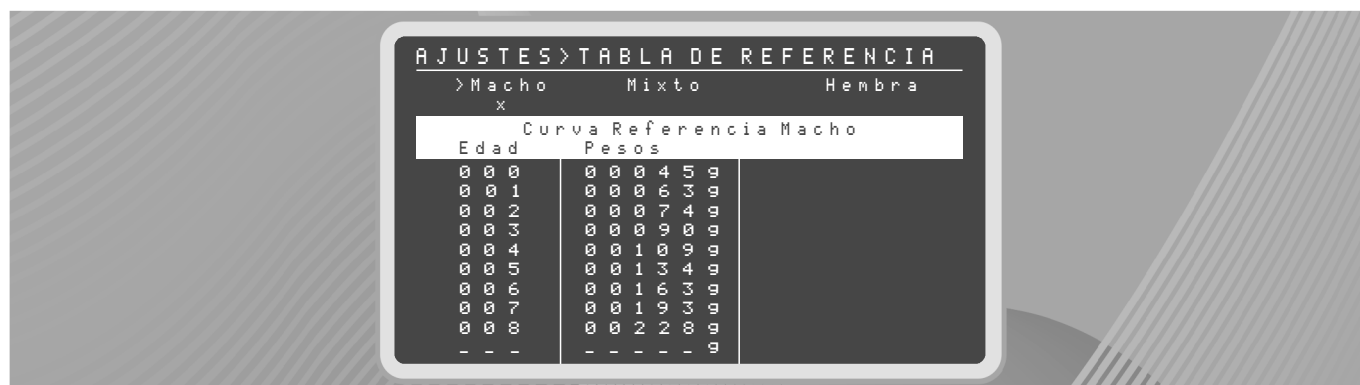 AJUSTES>TABLA DE REFERENCIA
>Macho Mixto Hembra
x
Curva Referencia Macho
Edad Pesos
000 00045g
001 00063g
002 00074g
003 00090g
004 00109g
005 00134g
006 00163g
007 00193g
008 00228g
_ _ _ _ _ _ _ _ g